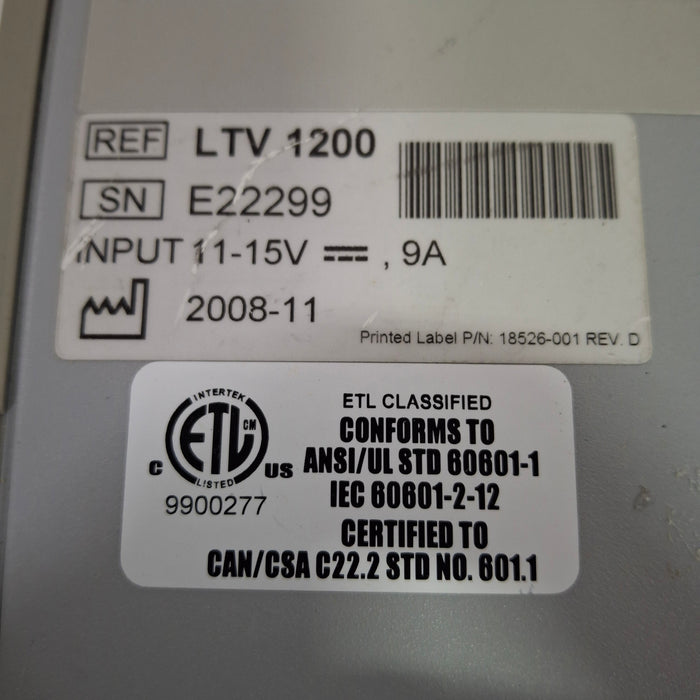 REF LTV 1200
SN E22299
INPUT 11-15V ⎓ , 9A
2008-11
Printed Label P/N: 18526-001 REV. D
ETL CLASSIFIED
CONFORMS TO
ANSI/UL STD 60601-1
IEC 60601-2-12
CERTIFIED TO
CAN/CSA C22.2 STD NO. 601.1
INTERTEK
ETL CM
C US
LISTED
9900277